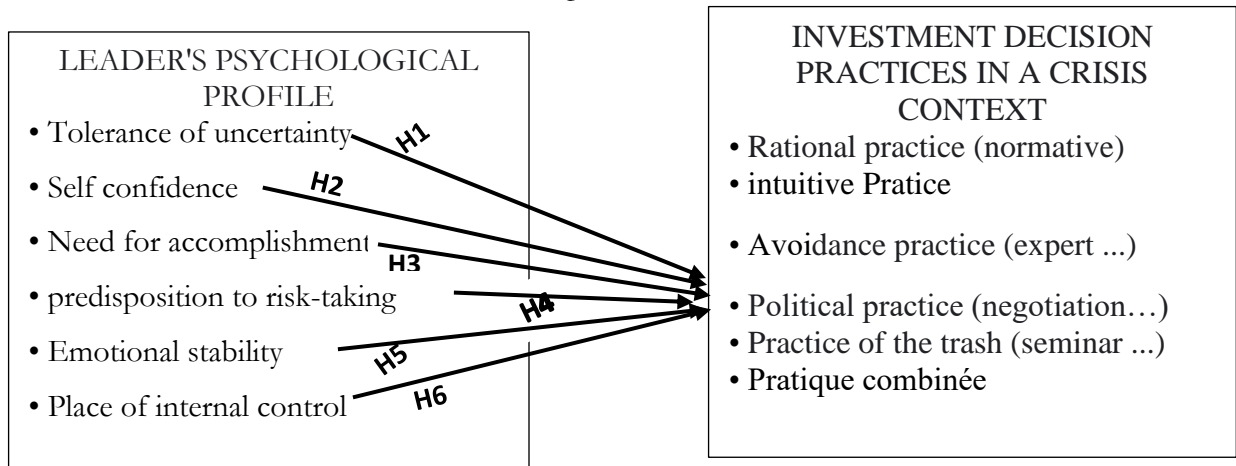 LEADER'S PSYCHOLOGICAL
PROFILE
• Tolerance of uncertainty
• Self confidence
• Need for accomplishment
• predisposition to risk-taking
• Emotional stability
• Place of internal control
H1
H2
H3
H4
H5
H6
INVESTMENT DECISION
PRACTICES IN A CRISIS
CONTEXT
• Rational practice (normative)
• intuitive Pratice
• Avoidance practice (expert ...)
• Political practice (negotiation…)
• Practice of the trash (seminar ...)
• Pratique combinée